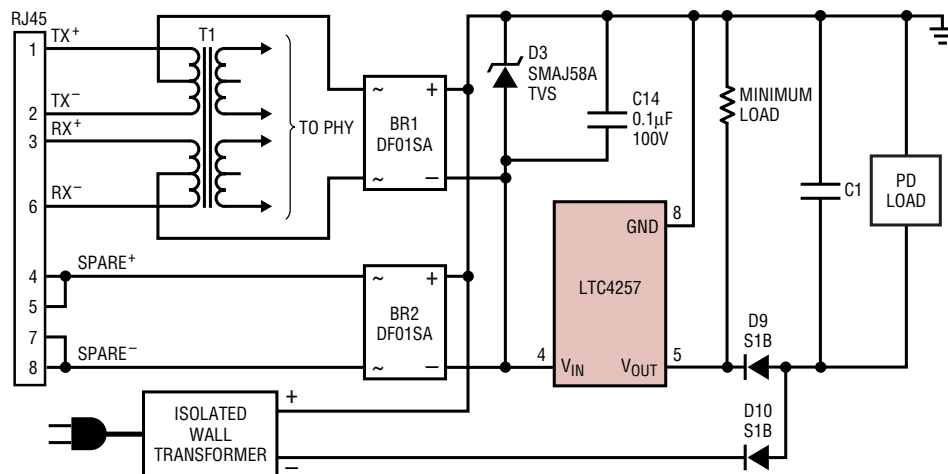 RJ45
1
TX+
2
TX−
3
RX+
6
RX−
4
SPARE+
5
7
8
SPARE−
T1
TO PHY
~
+
BR1
DF01SA
~
−
~
+
BR2
DF01SA
~
−
D3
SMAJ58A
TVS
C14
0.1μF
100V
MINIMUM
LOAD
C1
PD
LOAD
GND
8
LTC4257
4
VIN
VOUT
5
D9
S1B
D10
S1B
ISOLATED
WALL
TRANSFORMER
+
−